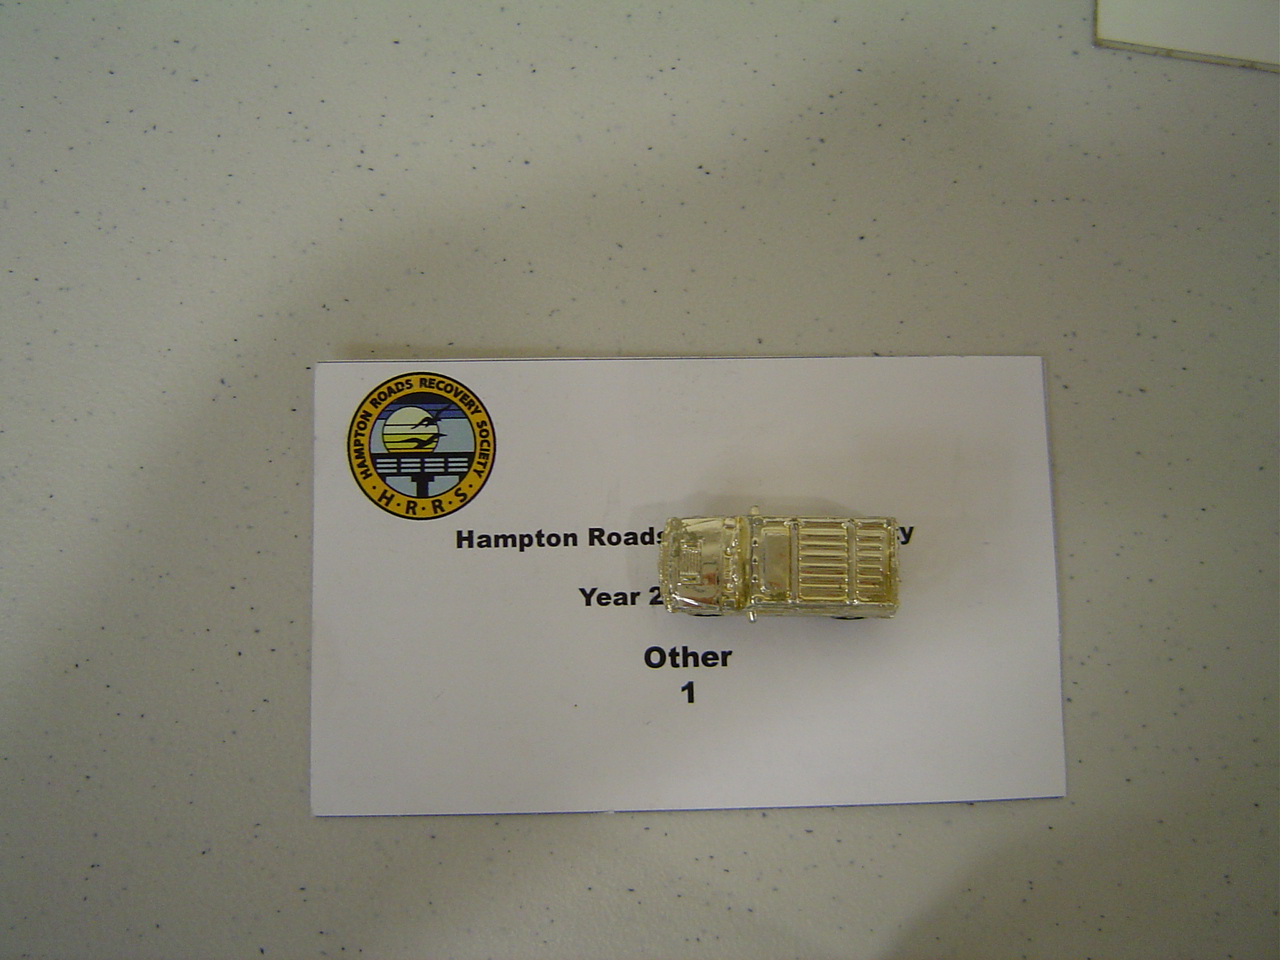 HAMPTON ROADS RECOVERY SOCIETY
· H · R · R · S ·
Hampton Roads
Year 2
Other
1